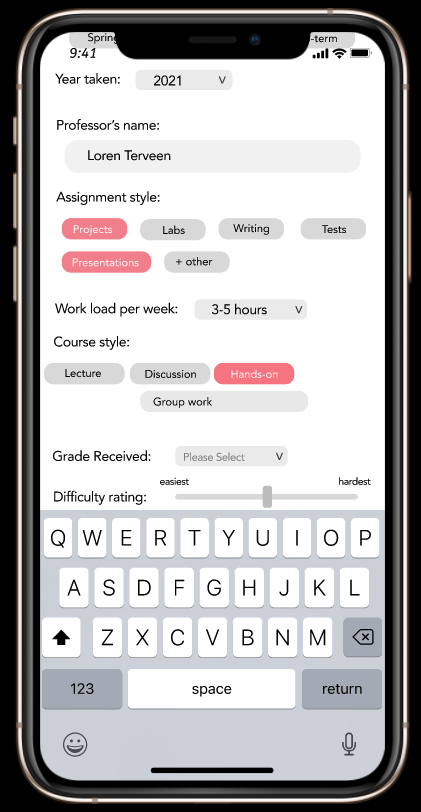 Spring -term
9:41
Year taken: 2021 V
Professor's name:
Loren Terveen
Assignment style:
Projects Labs Writing Tests
Presentations + other
Work load per week: 3-5 hours V
Course style:
Lecture Discussion Hands-on
Group work
Grade Received: Please Select V
easiest hardest
Difficulty rating:
Q W E R T Y U I O P
A S D F G H J K L
Z X C V B N M
123 space return